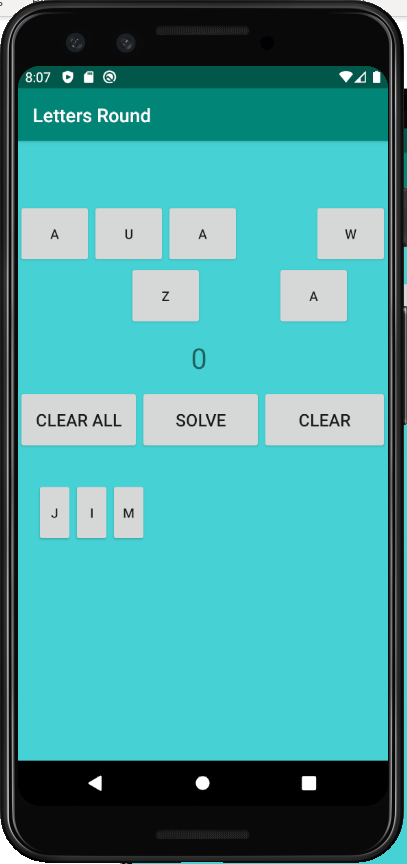 8:07
Letters Round
A U A W
Z A
0
CLEAR ALL SOLVE CLEAR
J I M